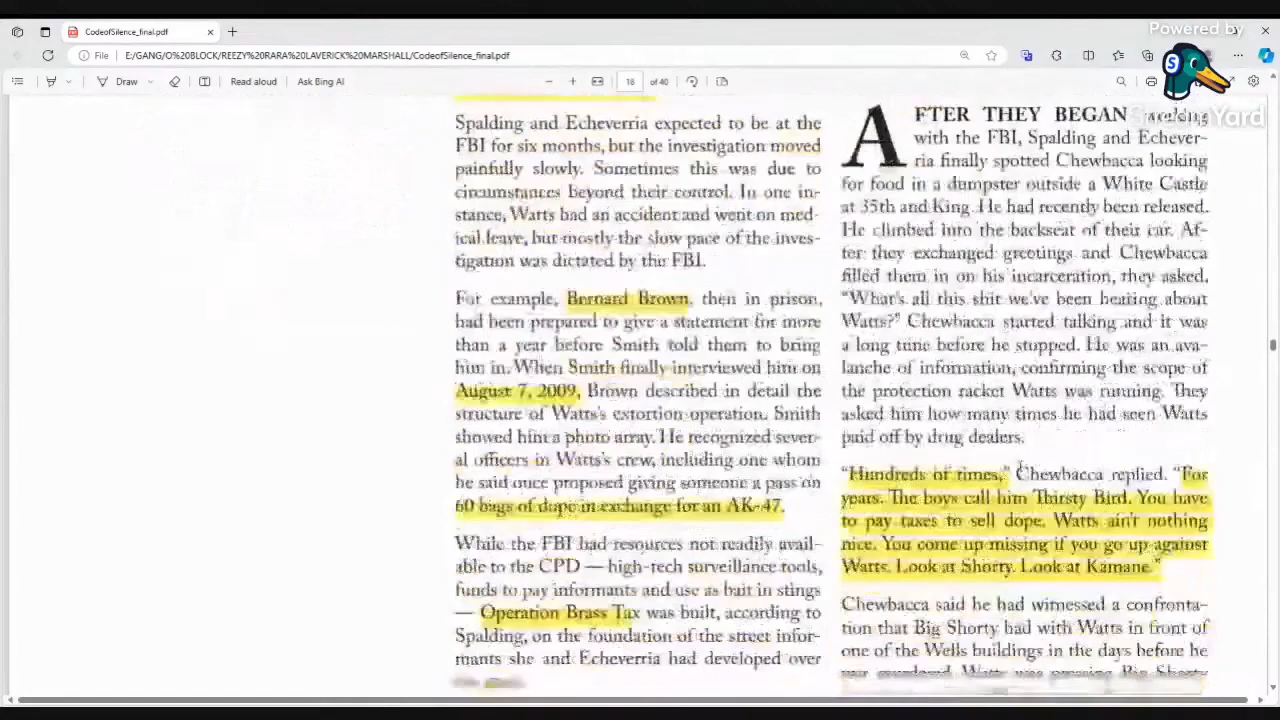 Powered by
StreamYard
CodeofSilence_final.pdf
File
E:/GANG/O%20BLOCK/REEZY%20RARA%20LAVERICK%20MARSHALL/CodeofSilence_final.pdf
Draw
Read aloud
Ask Bing AI
18
of 40
Spalding and Echeverria expected to be at the
FBI for six months, but the investigation moved
painfully slowly. Sometimes this was due to
circumstances beyond their control. In one in-
stance, Watts had an accident and went on med-
ical leave, but mostly the slow pace of the inves-
tigation was dictated by the FBI.
For example, Bernard Brown, then in prison,
had been prepared to give a statement for more
than a year before Smith told them to bring
him in. When Smith finally interviewed him on
August 7, 2009, Brown described in detail the
structure of Watts's extortion operation. Smith
showed him a photo array. He recognized sever-
al officers in Watts's crew, including one whom
he said once proposed giving someone a pass on
60 bags of dope in exchange for an AK-47.
While the FBI had resources not readily avail-
able to the CPD — high-tech surveillance tools,
funds to pay informants and use as bait in stings
— Operation Brass Tax was built, according to
Spalding, on the foundation of the street infor-
mants she and Echeverria had developed over
AFTER THEY BEGAN working
with the FBI, Spalding and Echever-
ria finally spotted Chewbacca looking
for food in a dumpster outside a White Castle
at 35th and King. He had recently been released.
He climbed into the backseat of their car. Af-
ter they exchanged greetings and Chewbacca
filled them in on his incarceration, they asked,
“What's all this shit we've been hearing about
Watts?” Chewbacca started talking and it was
a long time before he stopped. He was an ava-
lanche of information, confirming the scope of
the protection racket Watts was running. They
asked him how many times he had seen Watts
paid off by drug dealers.
“Hundreds of times,” Chewbacca replied. “For
years. The boys call him Thirsty Bird. You have
to pay taxes to sell dope. Watts ain't nothing
nice. You come up missing if you go up against
Watts. Look at Shorty. Look at Kamane.”
Chewbacca said he had witnessed a confronta-
tion that Big Shorty had with Watts in front of
one of the Wells buildings in the days before he
was murdered. Watts was pressing Big Shorty